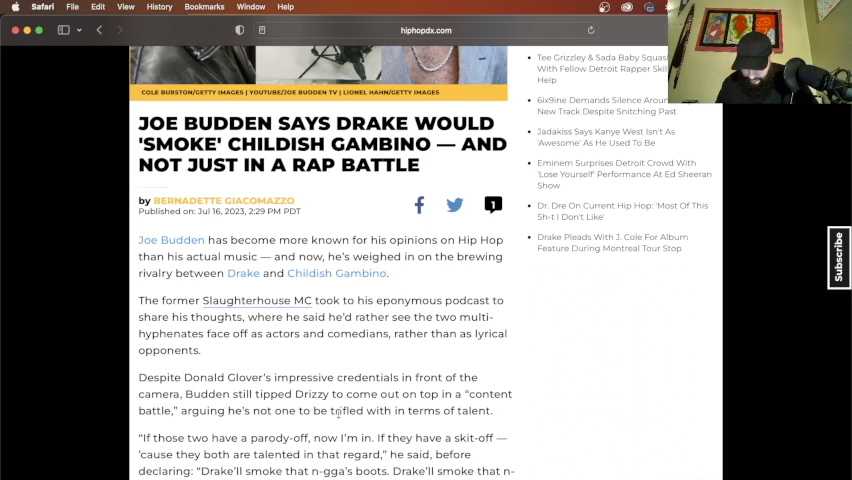 Safari File Edit View History Bookmarks Window Help
hiphopdx.com
COLE BURSTON/GETTY IMAGES | YOUTUBE/JOE BUDDEN TV | LIONEL HAHN/GETTY IMAGES
JOE BUDDEN SAYS DRAKE WOULD
'SMOKE' CHILDISH GAMBINO — AND
NOT JUST IN A RAP BATTLE
by BERNADETTE GIACOMAZZO
Published on: Jul 16, 2023, 2:29 PM PDT
1
Joe Budden has become more known for his opinions on Hip Hop
than his actual music — and now, he's weighed in on the brewing
rivalry between Drake and Childish Gambino.
The former Slaughterhouse MC took to his eponymous podcast to
share his thoughts, where he said he'd rather see the two multi-
hyphenates face off as actors and comedians, rather than as lyrical
opponents.
Despite Donald Glover's impressive credentials in front of the
camera, Budden still tipped Drizzy to come out on top in a "content
battle," arguing he's not one to be trifled with in terms of talent.
"If those two have a parody-off, now I'm in. If they have a skit-off —
'cause they both are talented in that regard," he said, before
declaring: "Drake'll smoke that n-gga's boots. Drake'll smoke that n-
Tee Grizzley & Sada Baby Squash
With Fellow Detroit Rapper Skil
Help
6ix9ine Demands Silence Aroun
New Track Despite Snitching Past
Jadakiss Says Kanye West Isn't As
'Awesome' As He Used To Be
Eminem Surprises Detroit Crowd With
'Lose Yourself' Performance At Ed Sheeran
Show
Dr. Dre On Current Hip Hop: 'Most Of This
Sh-t I Don't Like'
Drake Pleads With J. Cole For Album
Feature During Montreal Tour Stop
Subscribe